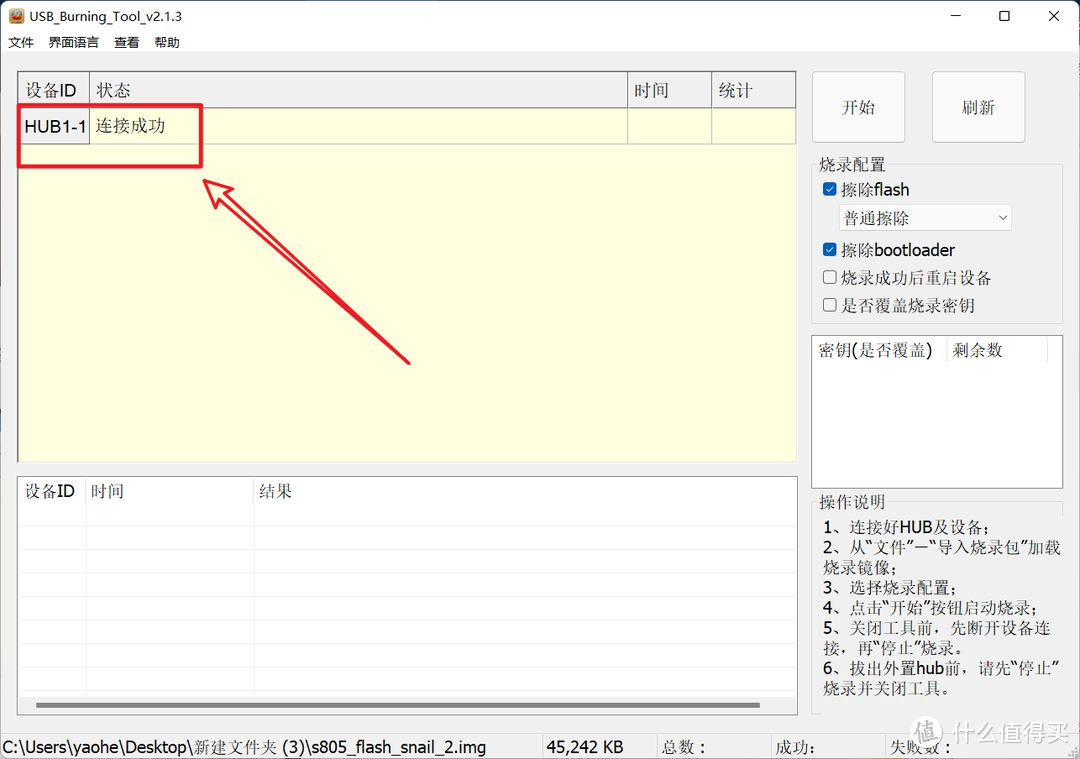 USB_Burning_Tool_v2.1.3
文件 界面语言 查看 帮助
设备ID 状态 时间 统计
HUB1-1 连接成功
开始 刷新
烧录配置
擦除flash
普通擦除
擦除bootloader
烧录成功后重启设备
是否覆盖烧录密钥
密钥(是否覆盖) 剩余数
设备ID 时间 结果
操作说明
1、连接好HUB及设备;
2、从“文件”—“导入烧录包”加载
烧录镜像;
3、选择烧录配置;
4、点击“开始”按钮启动烧录;
5、关闭工具前，先断开设备连
接，再“停止”烧录。
6、拔出外置hub前，请先“停止”
烧录并关闭工具。
C:\Users\yaohe\Desktop\新建文件夹 (3)\s805_flash_snail_2.img 45,242 KB 总数： 成功: 失败数：
值 什么值得买